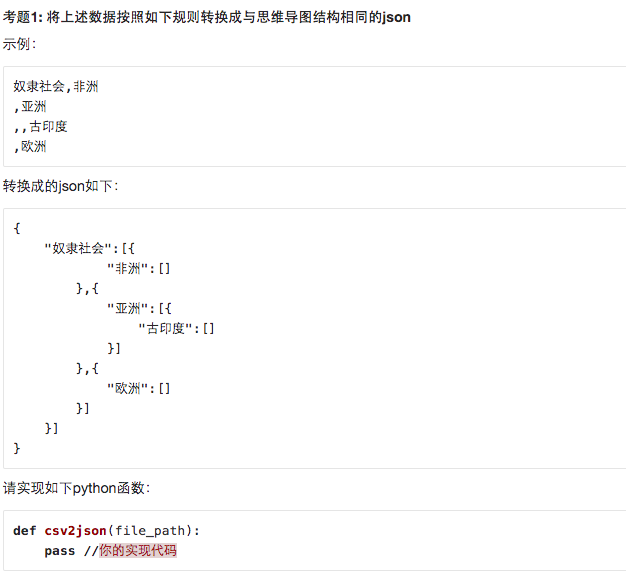 考题1: 将上述数据按照如下规则转换成与思维导图结构相同的json
示例：
奴隶社会,非洲
,亚洲
,,古印度
,欧洲
转换成的json如下：
{
"奴隶社会":[{
"非洲":[]
},{
"亚洲":[{
"古印度":[]
}]
},{
"欧洲":[]
}]
}]
}
请实现如下python函数：
def csv2json(file_path):
pass //你的实现代码